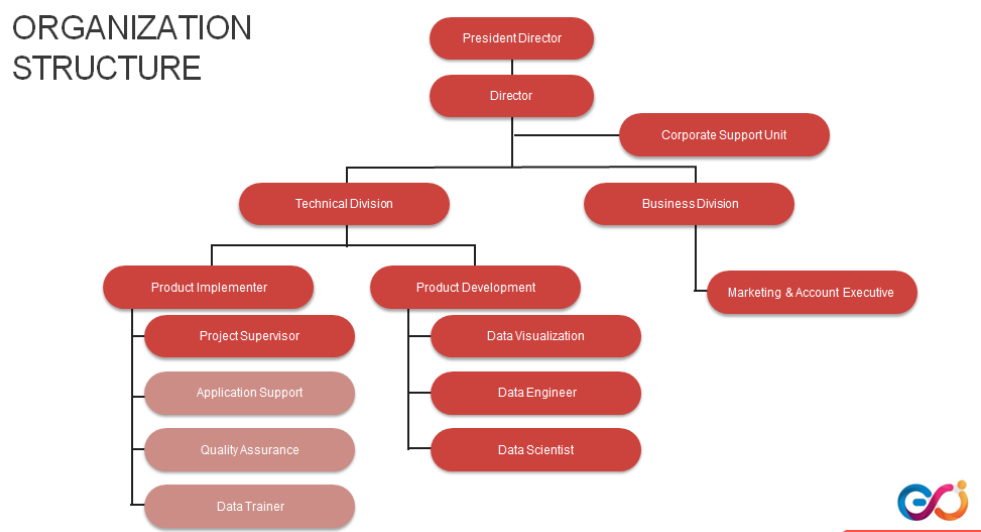 ORGANIZATION
STRUCTURE
President Director
Director
Corporate Support Unit
Technical Division
Business Division
Product Implementer
Product Development
Marketing & Account Executive
Project Supervisor
Data Visualization
Application Support
Data Engineer
Quality Assurance
Data Scientist
Data Trainer